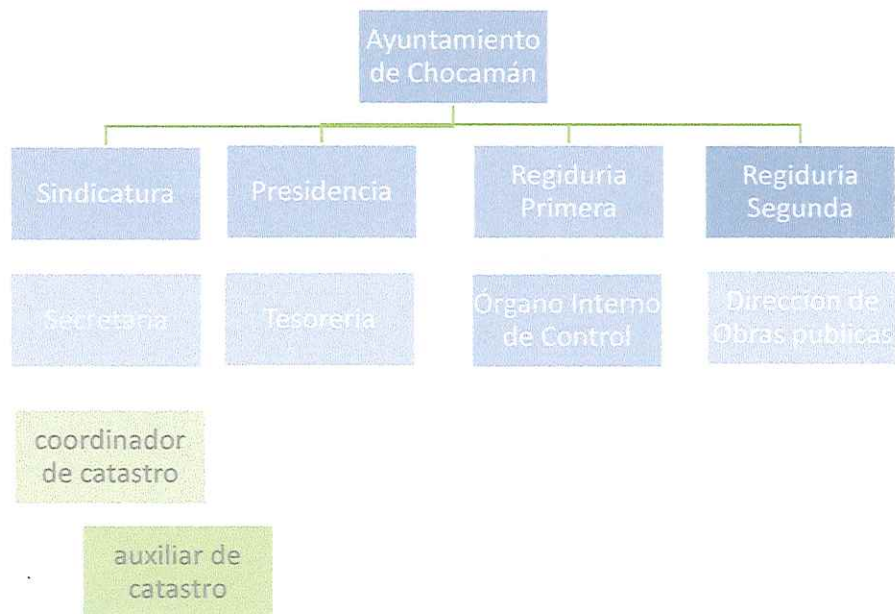 Ayuntamiento
de Chocamán
Sindicatura
Presidencia
Regiduria
Primera
Regiduría
Segunda
Secretaria
Tesoreria
Órgano Interno
de Control
Dirección de
Obras publicas
coordinador
de catastro
auxiliar de
catastro